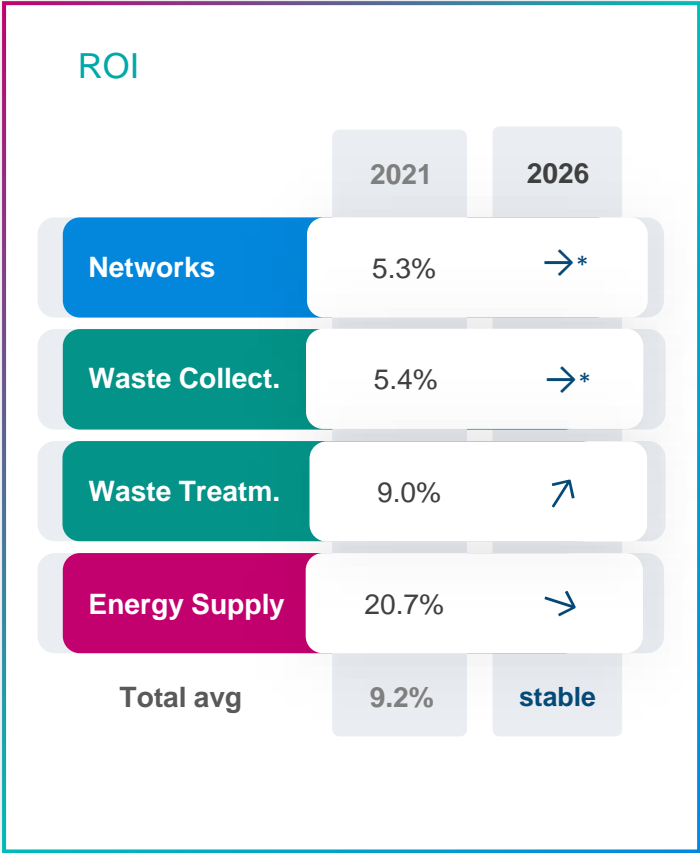 ROI
2021 2026
Networks 5.3% →*
Waste Collect. 5.4% →*
Waste Treatm. 9.0% ↗
Energy Supply 20.7% ↘
Total avg 9.2% stable